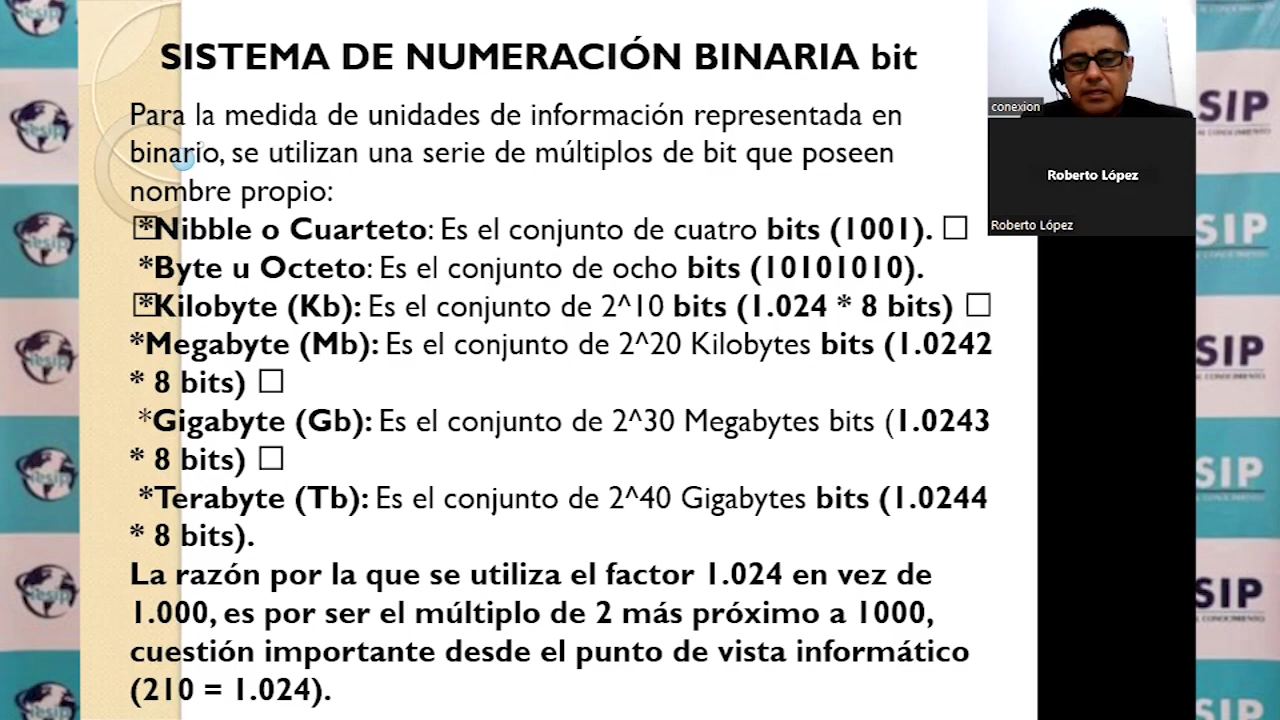 SISTEMA DE NUMERACIÓN BINARIA bit
Para la medida de unidades de información representada en
binario, se utilizan una serie de múltiplos de bit que poseen
nombre propio:
*Nibble o Cuarteto: Es el conjunto de cuatro bits (1001). ☐
*Byte u Octeto: Es el conjunto de ocho bits (10101010).
*Kilobyte (Kb): Es el conjunto de 2^10 bits (1.024 * 8 bits) ☐
*Megabyte (Mb): Es el conjunto de 2^20 Kilobytes bits (1.0242
* 8 bits) ☐
*Gigabyte (Gb): Es el conjunto de 2^30 Megabytes bits (1.0243
* 8 bits) ☐
*Terabyte (Tb): Es el conjunto de 2^40 Gigabytes bits (1.0244
* 8 bits).
La razón por la que se utiliza el factor 1.024 en vez de
1.000, es por ser el múltiplo de 2 más próximo a 1000,
cuestión importante desde el punto de vista informático
(210 = 1.024).
conexion
Roberto López
Roberto López
iesip
iesip
iesip
iesip
iesip
SIP
SIP
SIP
SIP
SIP
SIP